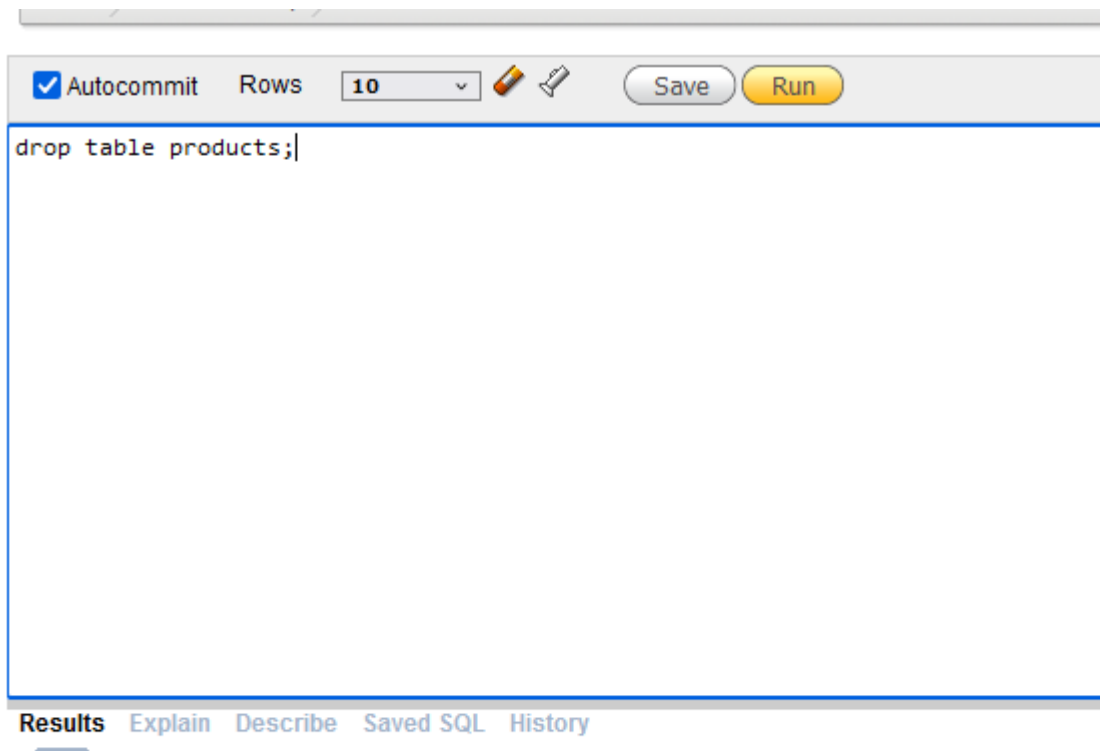 Autocommit Rows 10 Save Run
drop table products;
Results Explain Describe Saved SQL History